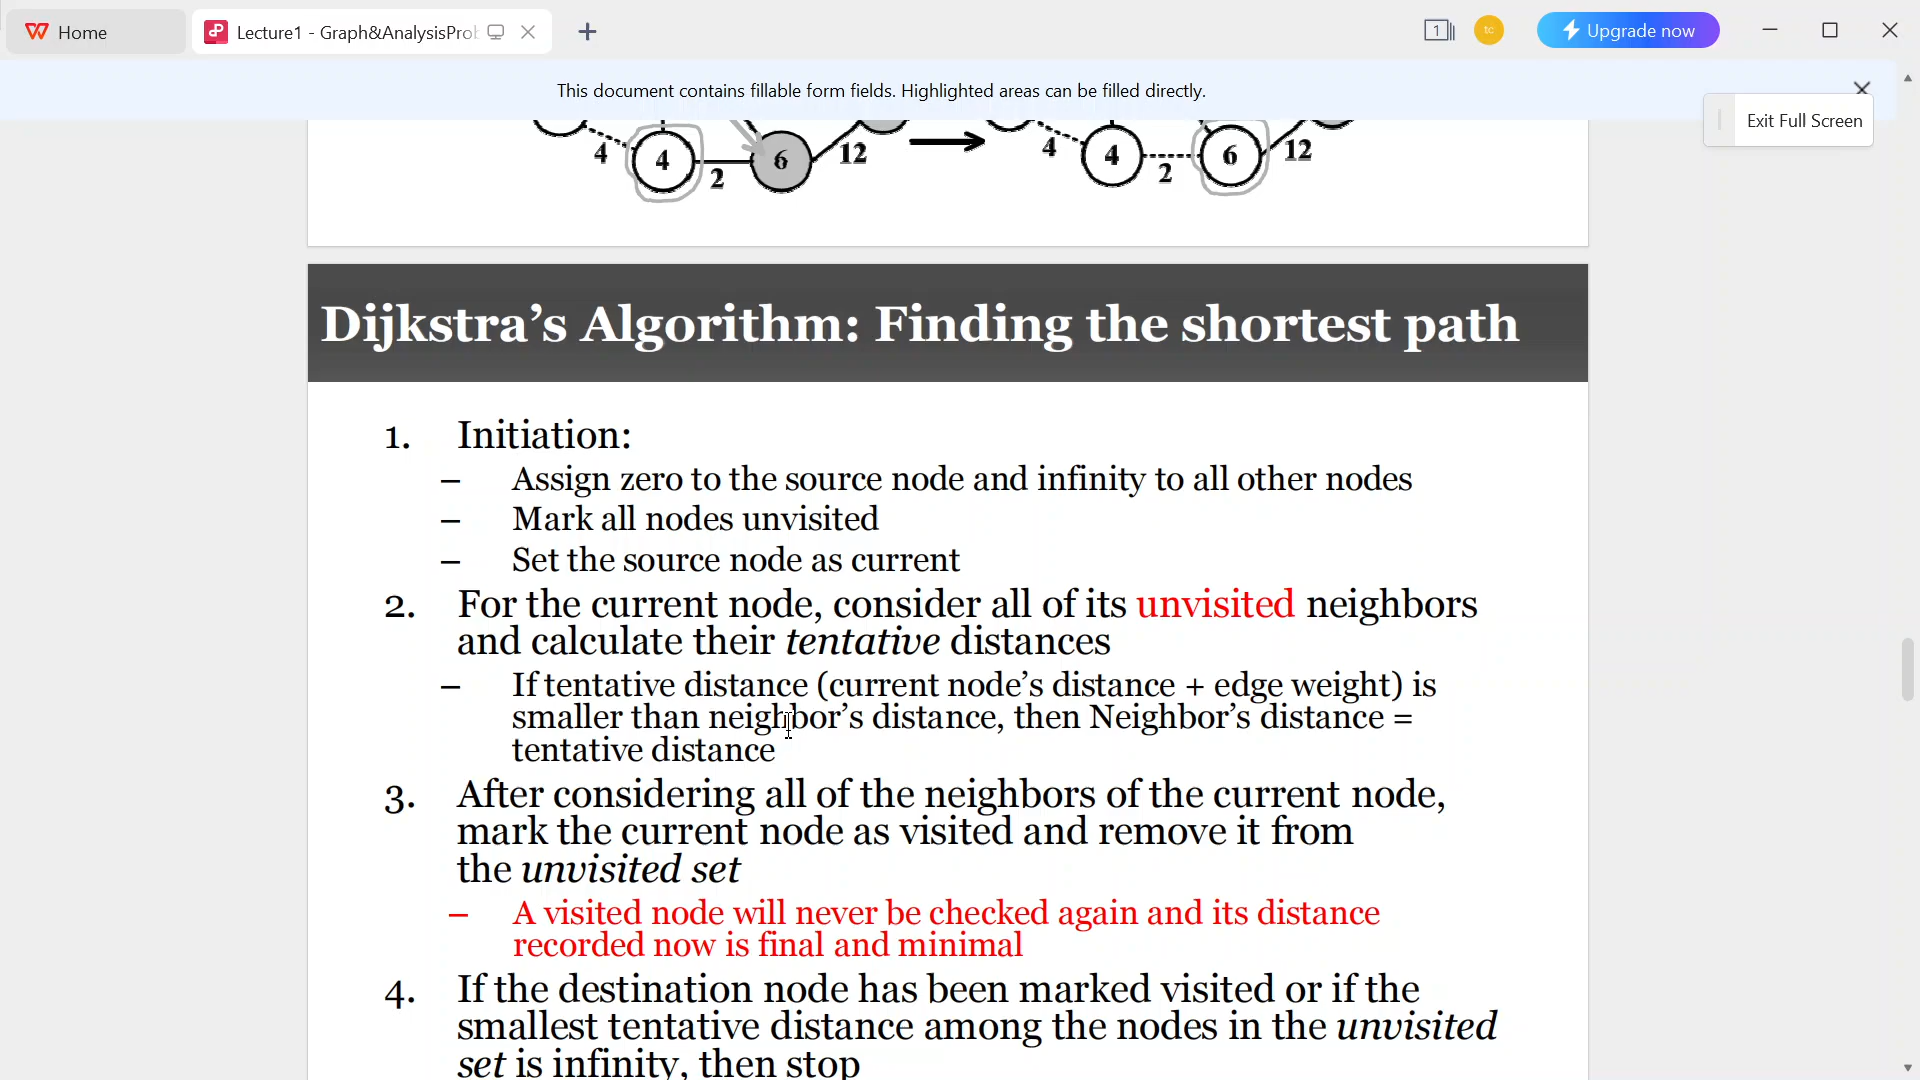 Home
Lecture1 - Graph&AnalysisProb
1
tc
Upgrade now
This document contains fillable form fields. Highlighted areas can be filled directly.
Exit Full Screen
4 4 2 6 12 4 4 2 6 12
Dijkstra’s Algorithm: Finding the shortest path
1. Initiation:
– Assign zero to the source node and infinity to all other nodes
– Mark all nodes unvisited
– Set the source node as current
2. For the current node, consider all of its unvisited neighbors
and calculate their tentative distances
– If tentative distance (current node’s distance + edge weight) is
smaller than neighbor’s distance, then Neighbor’s distance =
tentative distance
3. After considering all of the neighbors of the current node,
mark the current node as visited and remove it from
the unvisited set
– A visited node will never be checked again and its distance
recorded now is final and minimal
4. If the destination node has been marked visited or if the
smallest tentative distance among the nodes in the unvisited
set is infinity, then stop